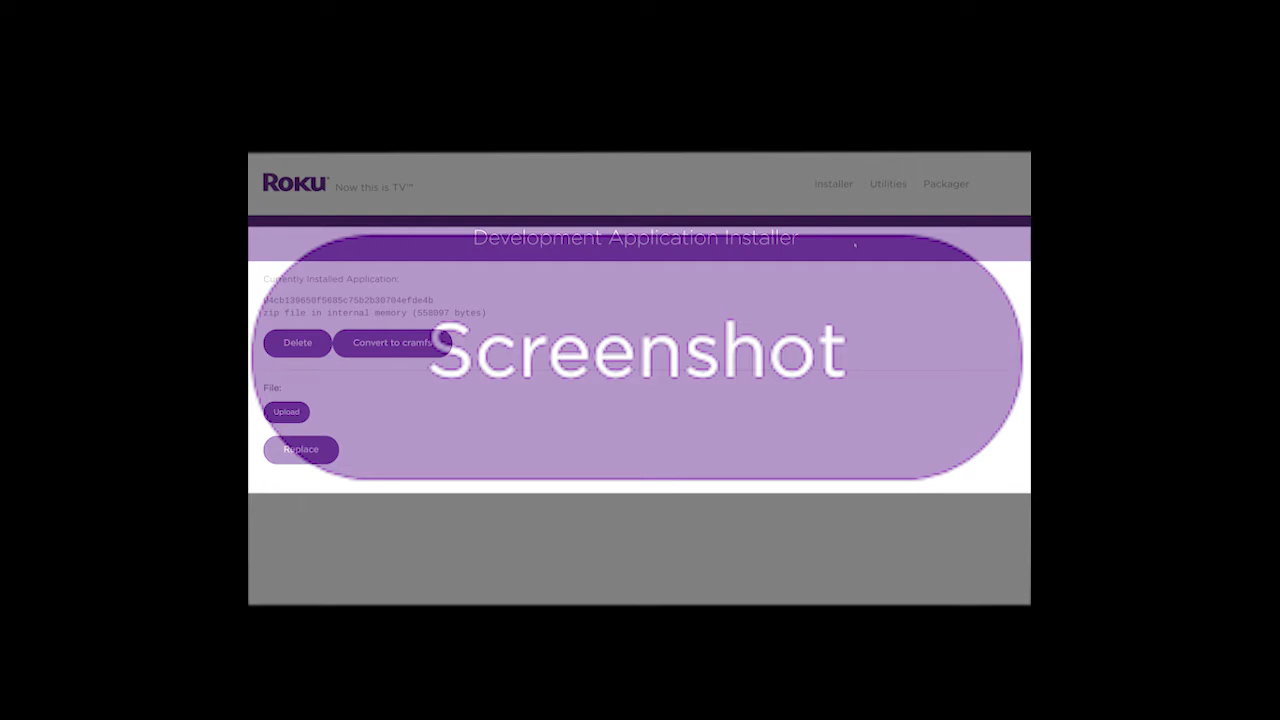 Roku Now this is TV™
Installer Utilities Packager
Development Application Installer
Currently Installed Application:
zip file in internal memory (558097 bytes)
Delete Convert to cramfs
Screenshot
File:
Upload
Replace